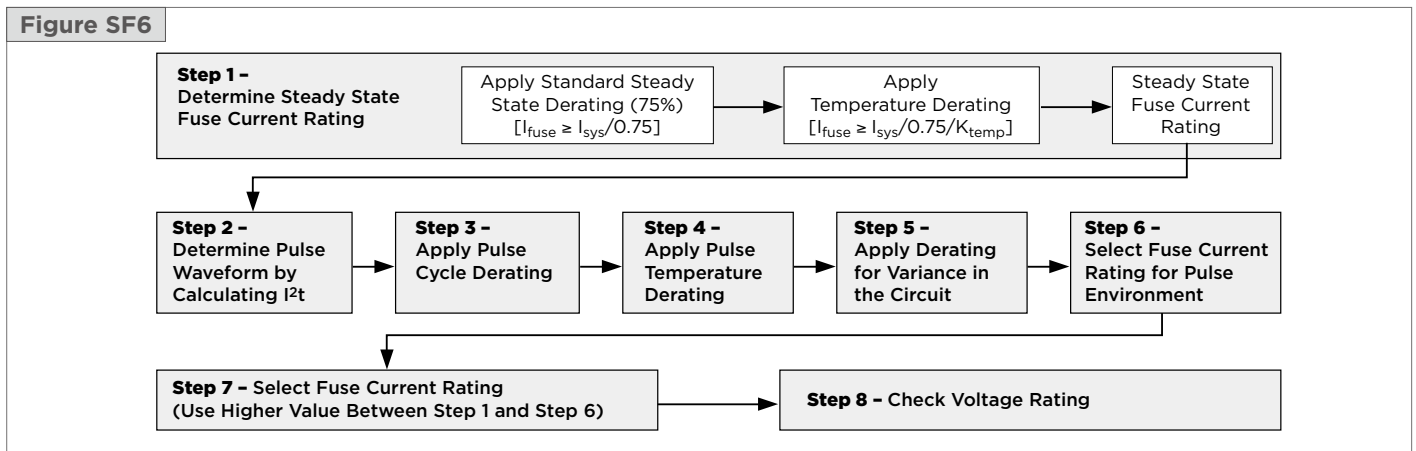 Figure SF6
Step 1 –
Determine Steady State
Fuse Current Rating
Apply Standard Steady
State Derating (75%)
[Ifuse ≥ Isys/0.75]
Apply
Temperature Derating
[Ifuse ≥ Isys/0.75/Ktemp]
Steady State
Fuse Current
Rating
Step 2 –
Determine Pulse
Waveform by
Calculating I²t
Step 3 –
Apply Pulse
Cycle Derating
Step 4 –
Apply Pulse
Temperature
Derating
Step 5 –
Apply Derating
for Variance in
the Circuit
Step 6 –
Select Fuse Current
Rating for Pulse
Environment
Step 7 – Select Fuse Current Rating
(Use Higher Value Between Step 1 and Step 6)
Step 8 – Check Voltage Rating